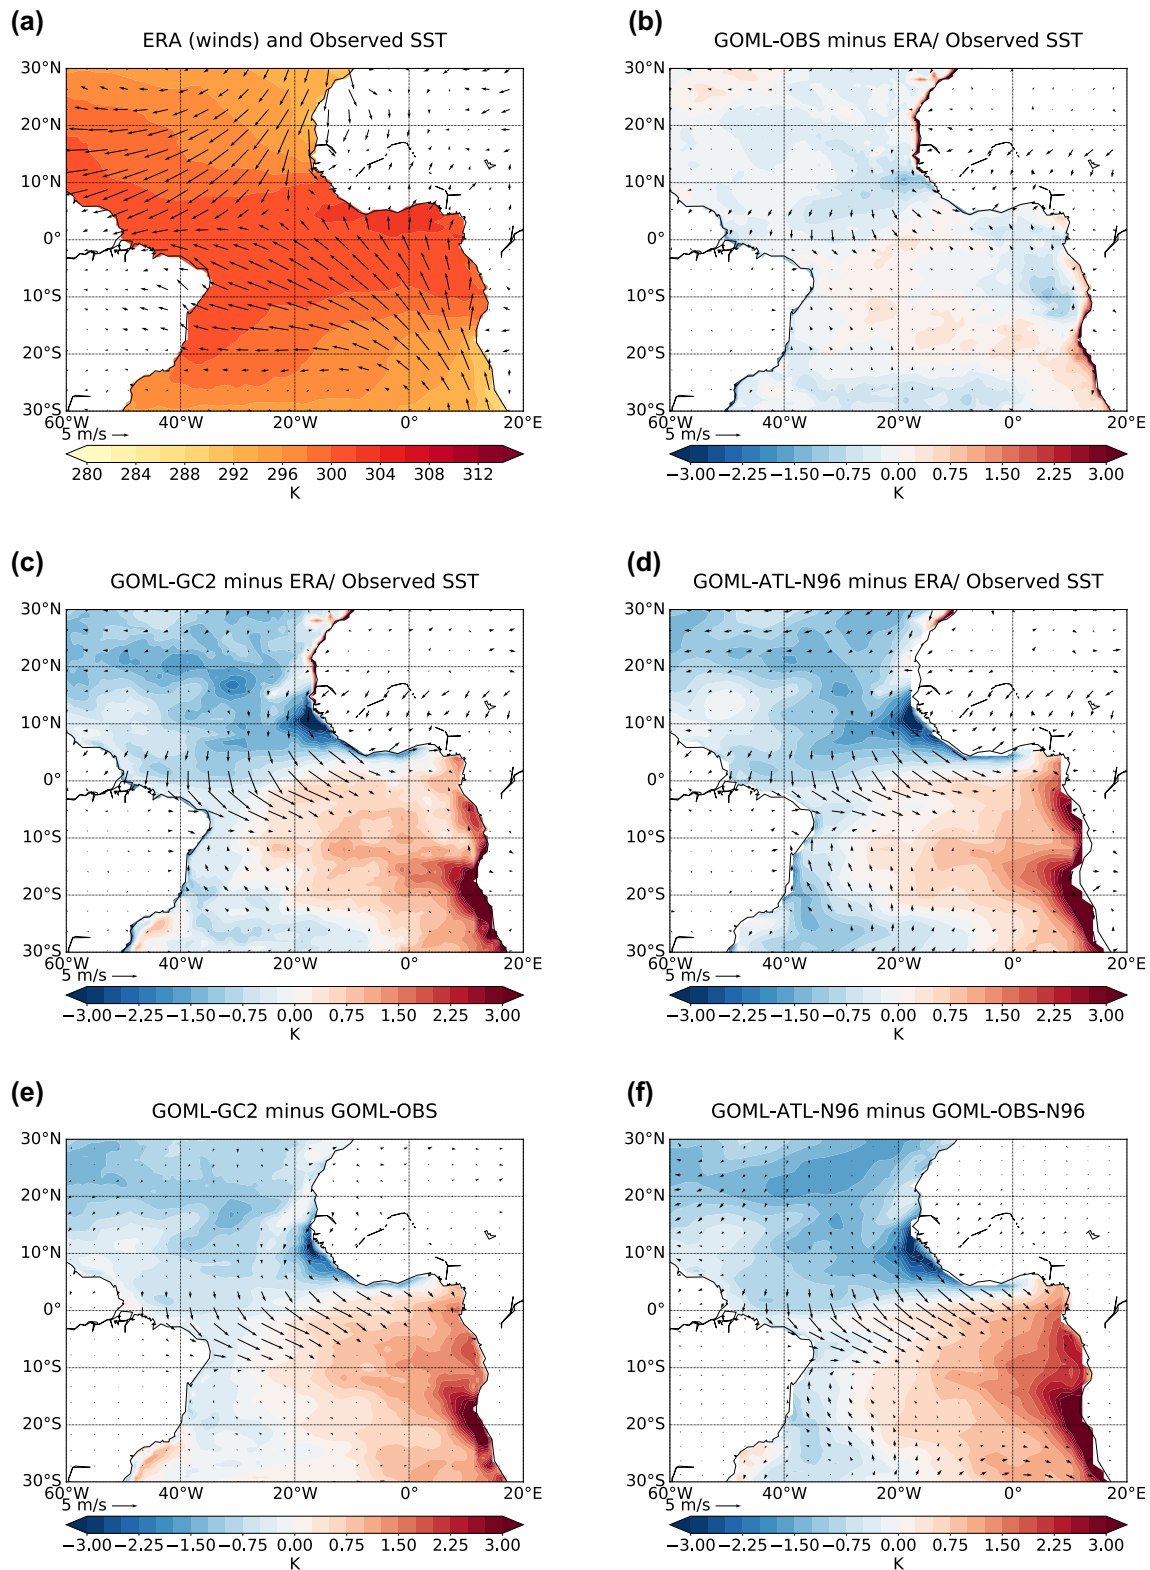 (a)
ERA (winds) and Observed SST
30°N
20°N
10°N
0°
10°S
20°S
30°S
60°W 40°W 20°W 0° 20°E
5 m/s
280 284 288 292 296 300 304 308 312
K
(b)
GOML-OBS minus ERA/ Observed SST
30°N
20°N
10°N
0°
10°S
20°S
30°S
60°W 40°W 20°W 0° 20°E
5 m/s
−3.00 −2.25 −1.50 −0.75 0.00 0.75 1.50 2.25 3.00
K
(c)
GOML-GC2 minus ERA/ Observed SST
30°N
20°N
10°N
0°
10°S
20°S
30°S
60°W 40°W 20°W 0° 20°E
5 m/s
−3.00 −2.25 −1.50 −0.75 0.00 0.75 1.50 2.25 3.00
K
(d)
GOML-ATL-N96 minus ERA/ Observed SST
30°N
20°N
10°N
0°
10°S
20°S
30°S
60°W 40°W 20°W 0° 20°E
5 m/s
−3.00 −2.25 −1.50 −0.75 0.00 0.75 1.50 2.25 3.00
K
(e)
GOML-GC2 minus GOML-OBS
30°N
20°N
10°N
0°
10°S
20°S
30°S
60°W 40°W 20°W 0° 20°E
5 m/s
−3.00 −2.25 −1.50 −0.75 0.00 0.75 1.50 2.25 3.00
K
(f)
GOML-ATL-N96 minus GOML-OBS-N96
30°N
20°N
10°N
0°
10°S
20°S
30°S
60°W 40°W 20°W 0° 20°E
5 m/s
−3.00 −2.25 −1.50 −0.75 0.00 0.75 1.50 2.25 3.00
K